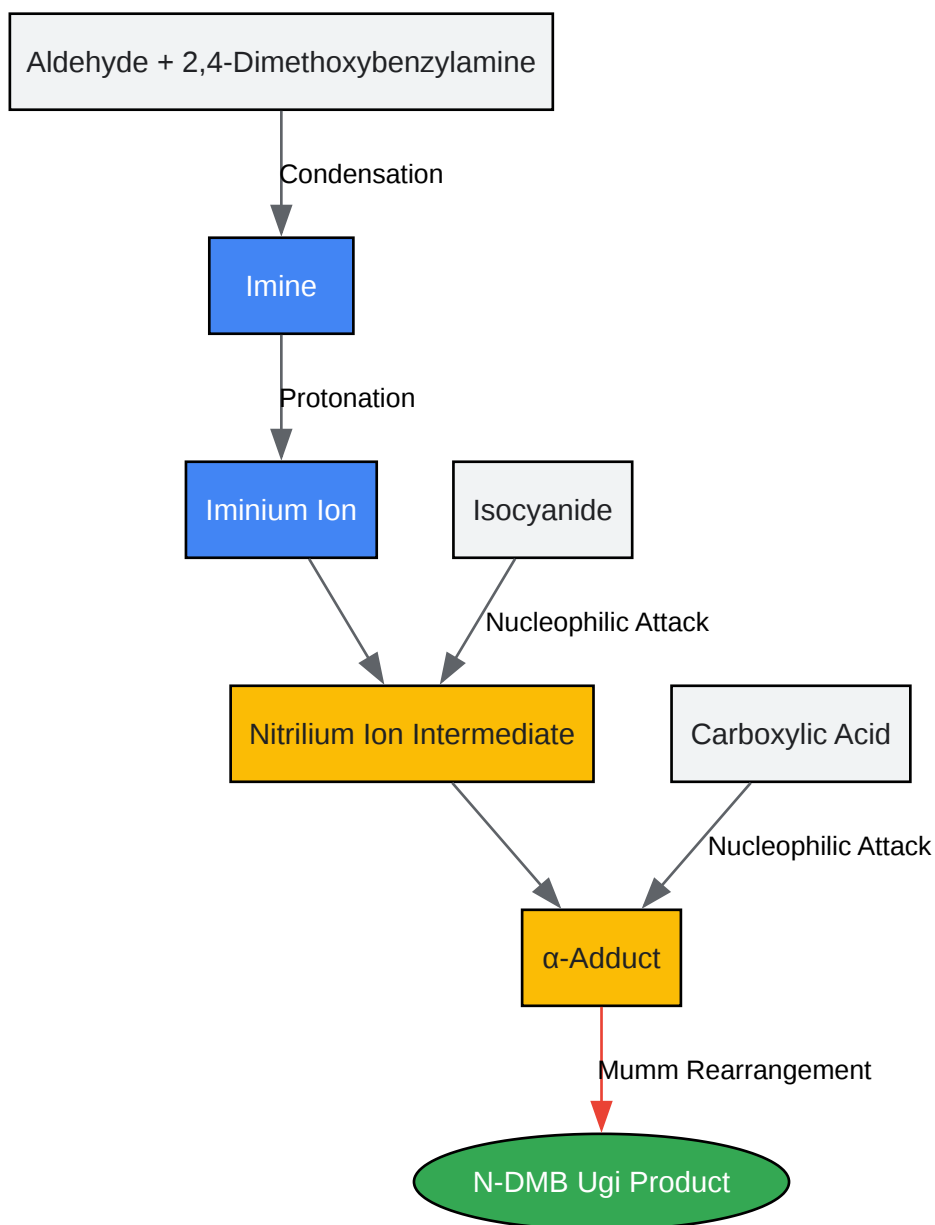 Aldehyde + 2,4-Dimethoxybenzylamine
Condensation
Imine
Protonation
Iminium Ion
Isocyanide
Nucleophilic Attack
Nitrilium Ion Intermediate
Carboxylic Acid
Nucleophilic Attack
α-Adduct
Mumm Rearrangement
N-DMB Ugi Product